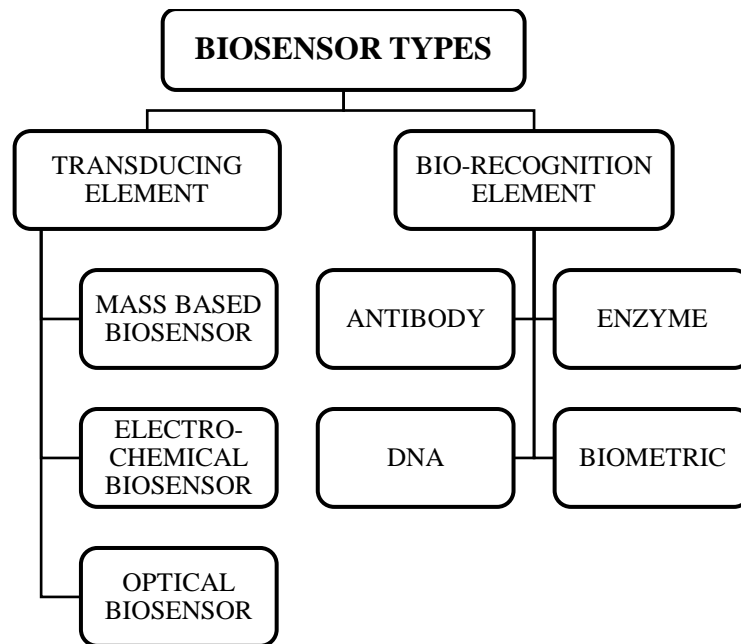 BIOSENSOR TYPES
TRANSDUCING
ELEMENT
BIO-RECOGNITION
ELEMENT
MASS BASED
BIOSENSOR
ANTIBODY
ENZYME
ELECTRO-
CHEMICAL
BIOSENSOR
DNA
BIOMETRIC
OPTICAL
BIOSENSOR